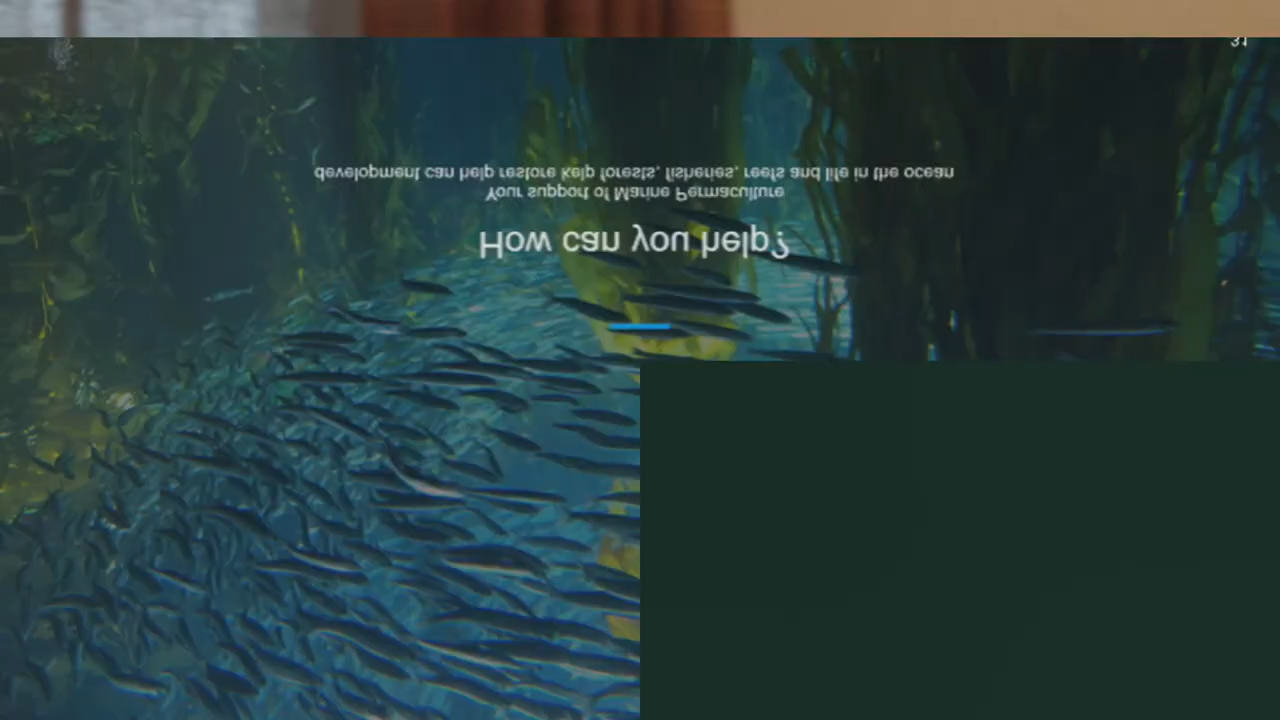 How can you help?
Your support of Marine Permaculture
development can help restore kelp forests, fisheries, reefs and life in the ocean
31